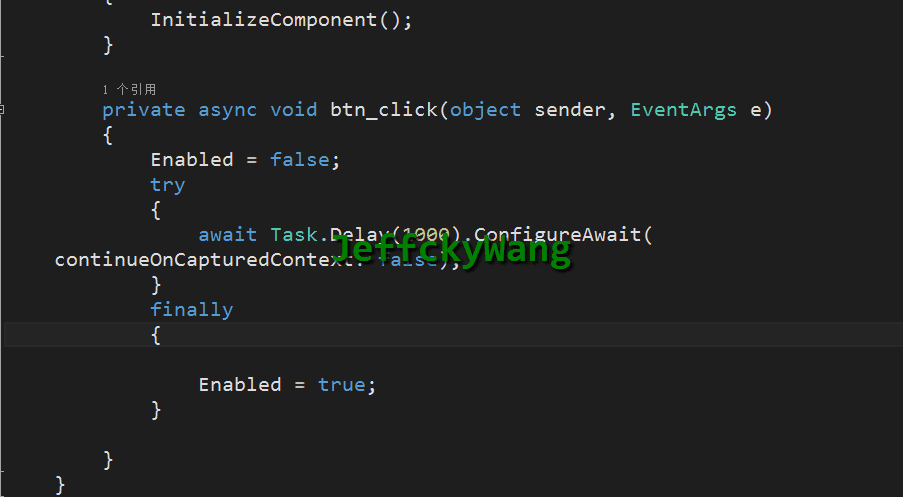 {
InitializeComponent();
}
1 个引用
private async void btn_click(object sender, EventArgs e)
{
Enabled = false;
try
{
await Task.Delay(1000).ConfigureAwait(
continueOnCapturedContext: false);
JeffckyWang
}
finally
{
Enabled = true;
}
}
}